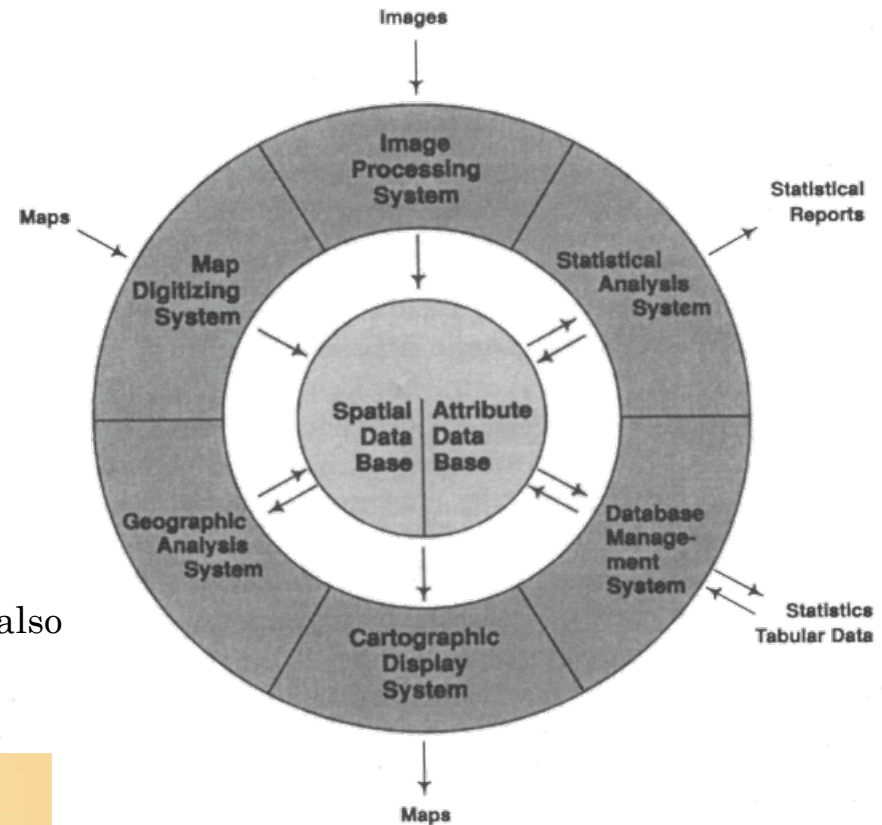 Images
Image
Processing
System
Maps
Map
Digitizing
System
Statistical
Analysis
System
Statistical
Reports
Spatial
Data
Base
Attribute
Data
Base
Geographic
Analysis
System
Database
Manage-
ment
System
Statistics
Tabular Data
also
Cartographic
Display
System
Maps